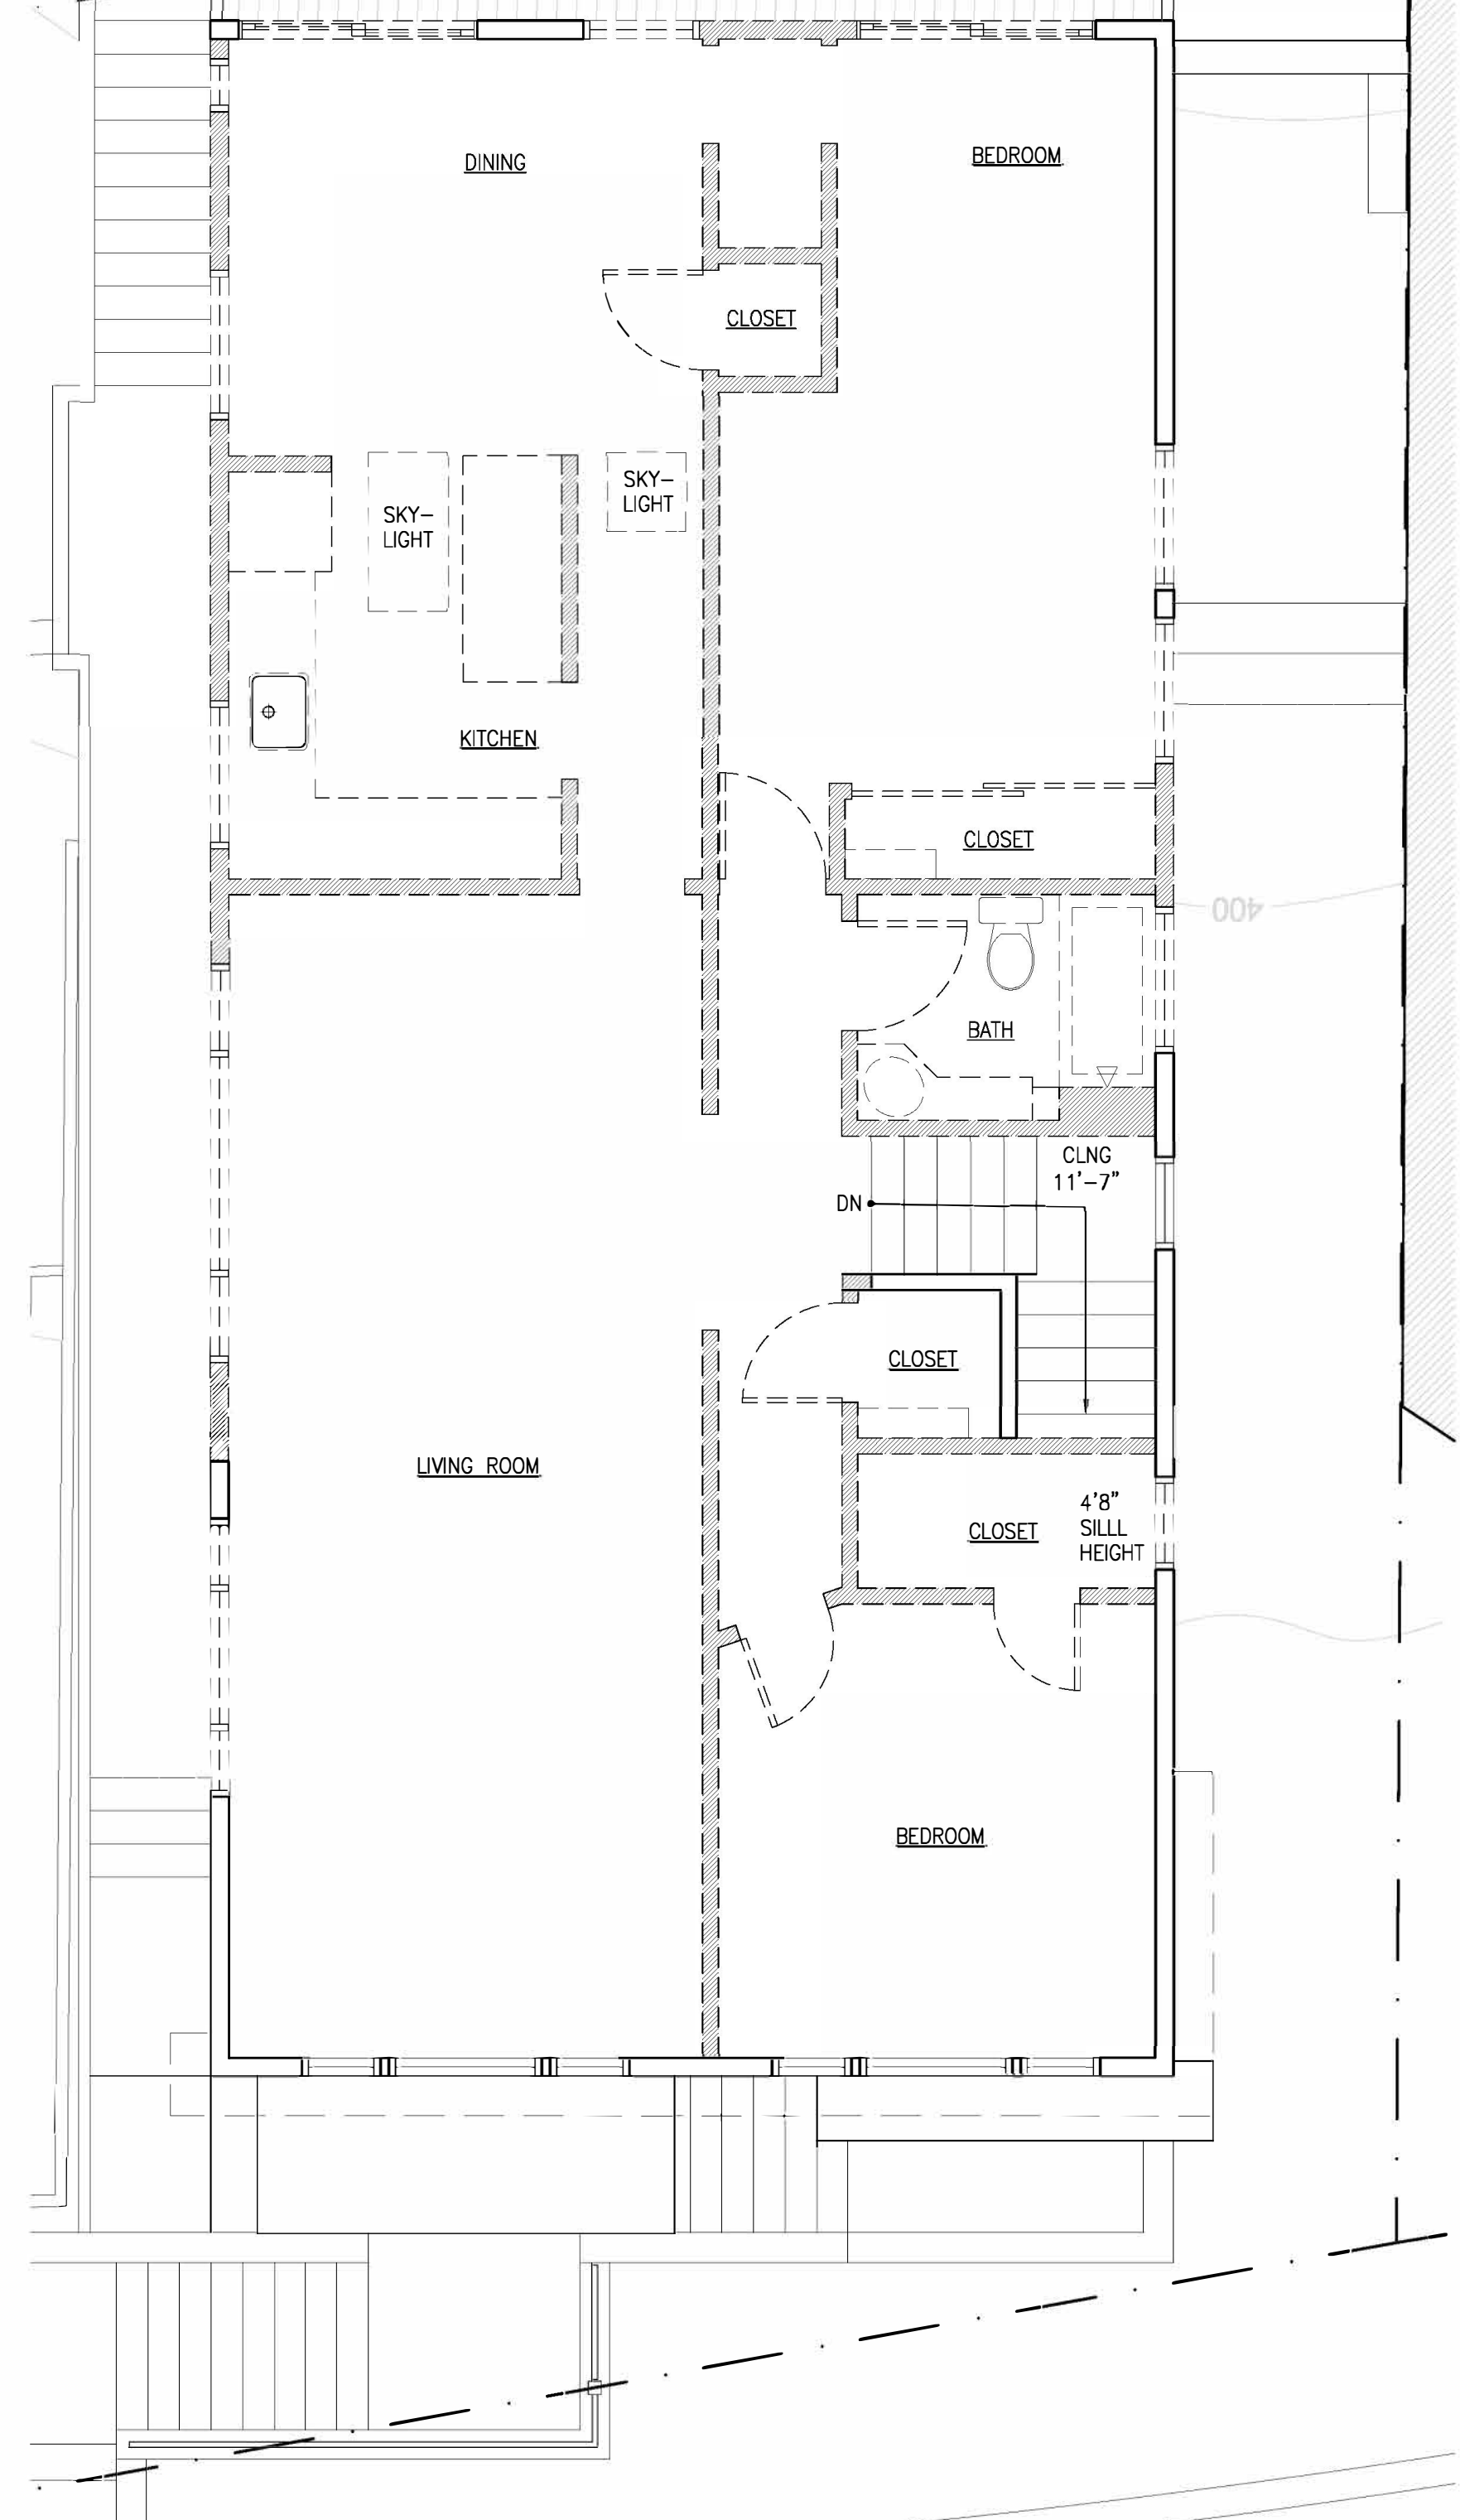 DINING
BEDROOM
CLOSET
SKY-
LIGHT
SKY-
LIGHT
KITCHEN
CLOSET
400
BATH
CLNG
11'-7"
DN
CLOSET
LIVING ROOM
CLOSET
4'8"
SILLL
HEIGHT
BEDROOM